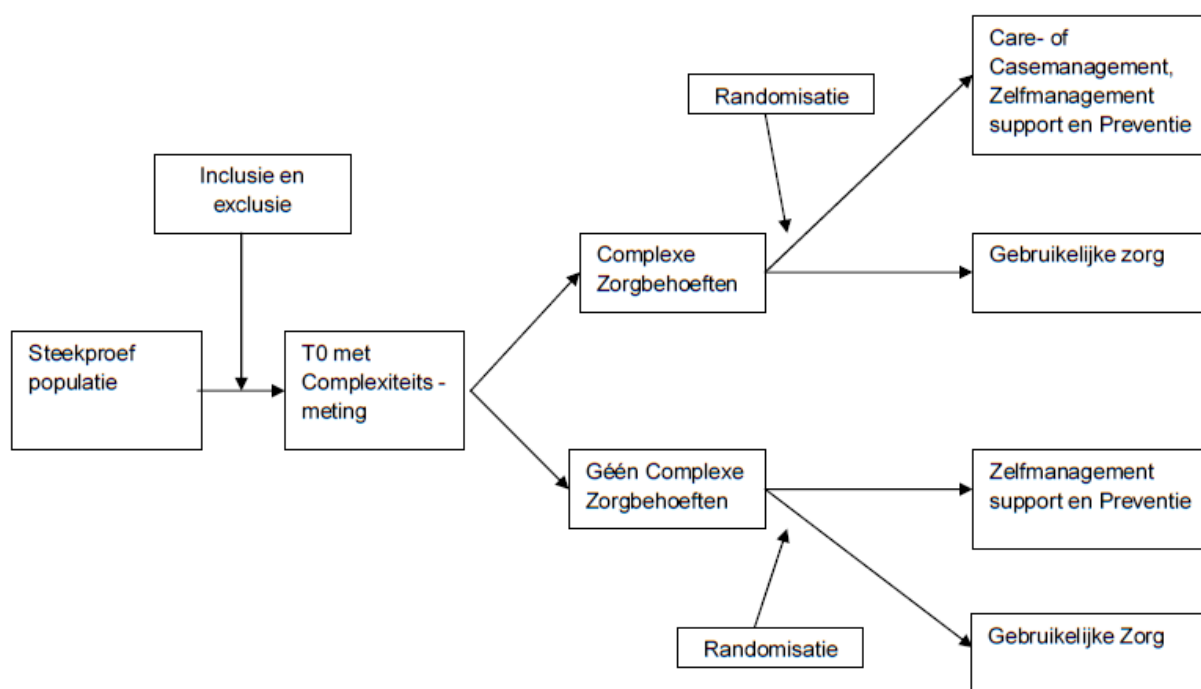 Care- of
Casemanagement,
Zelfmanagement
support en Preventie
Randomisatie
Inclusie en
exclusie
Complexe
Zorgbehoeften
Gebruikelijke zorg
Steekproef
populatie
T0 met
Complexiteits -
meting
Géén Complexe
Zorgbehoeften
Zelfmanagement
support en Preventie
Randomisatie
Gebruikelijke Zorg